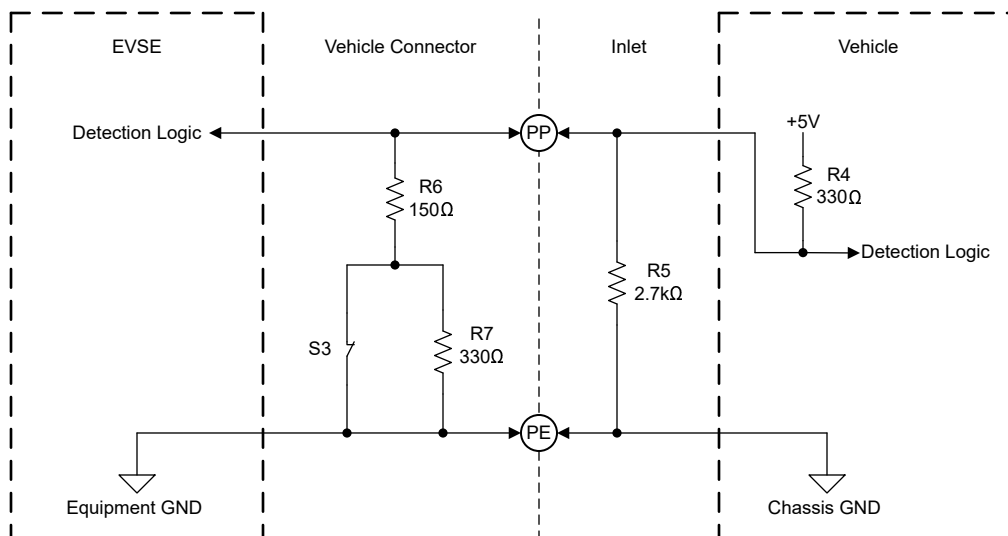 EVSE
Vehicle Connector
Inlet
Vehicle
Detection Logic
PP
+5V
R6
150Ω
R4
330Ω
Detection Logic
R5
2.7kΩ
S3
R7
330Ω
PE
Equipment GND
Chassis GND